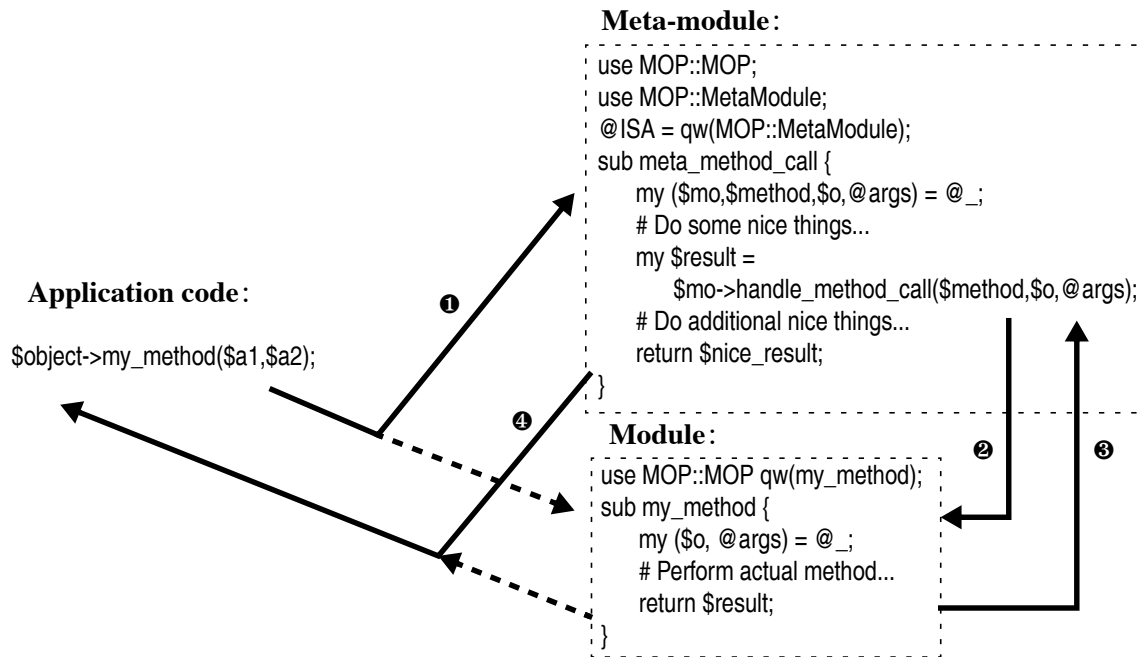 Meta-module:
use MOP::MOP;
use MOP::MetaModule;
@ISA = qw(MOP::MetaModule);
sub meta_method_call {
my ($mo,$method,$o,@args) = @_;
# Do some nice things...
my $result =
$mo->handle_method_call($method,$o,@args);
# Do additional nice things...
return $nice_result;
}
Application code:
$object->my_method($a1,$a2);
❶
❹
❷
❸
Module:
use MOP::MOP qw(my_method);
sub my_method {
my ($o, @args) = @_;
# Perform actual method...
return $result;
}